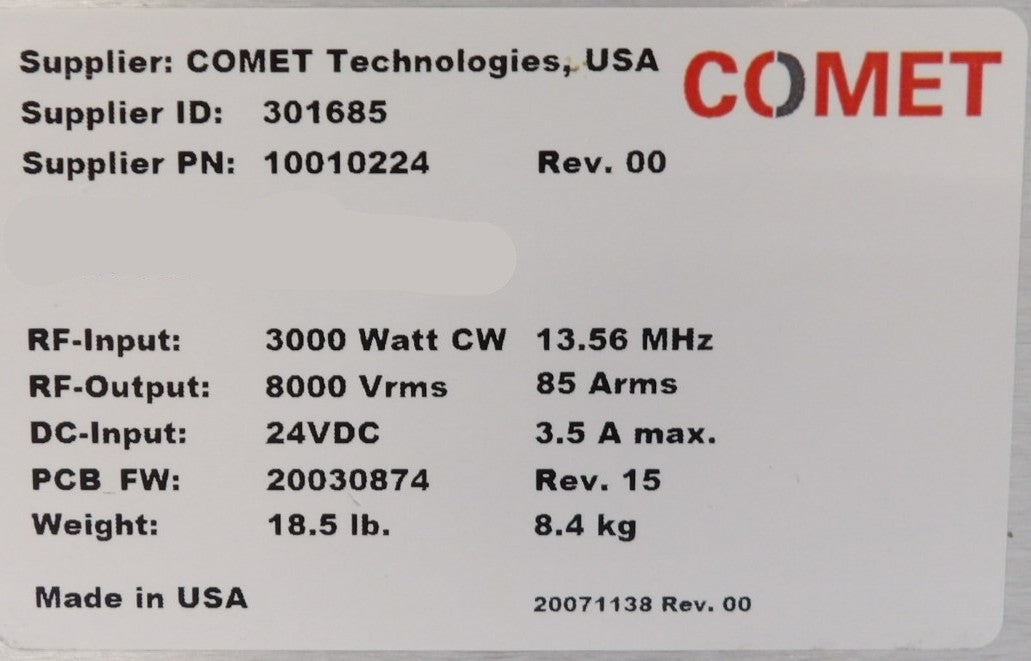 Supplier: COMET Technologies, USA
COMET
Supplier ID: 301685
Supplier PN: 10010224 Rev. 00
RF-Input: 3000 Watt CW 13.56 MHz
RF-Output: 8000 Vrms 85 Arms
DC-Input: 24VDC 3.5 A max.
PCB_FW: 20030874 Rev. 15
Weight: 18.5 lb. 8.4 kg
Made in USA 20071138 Rev. 00